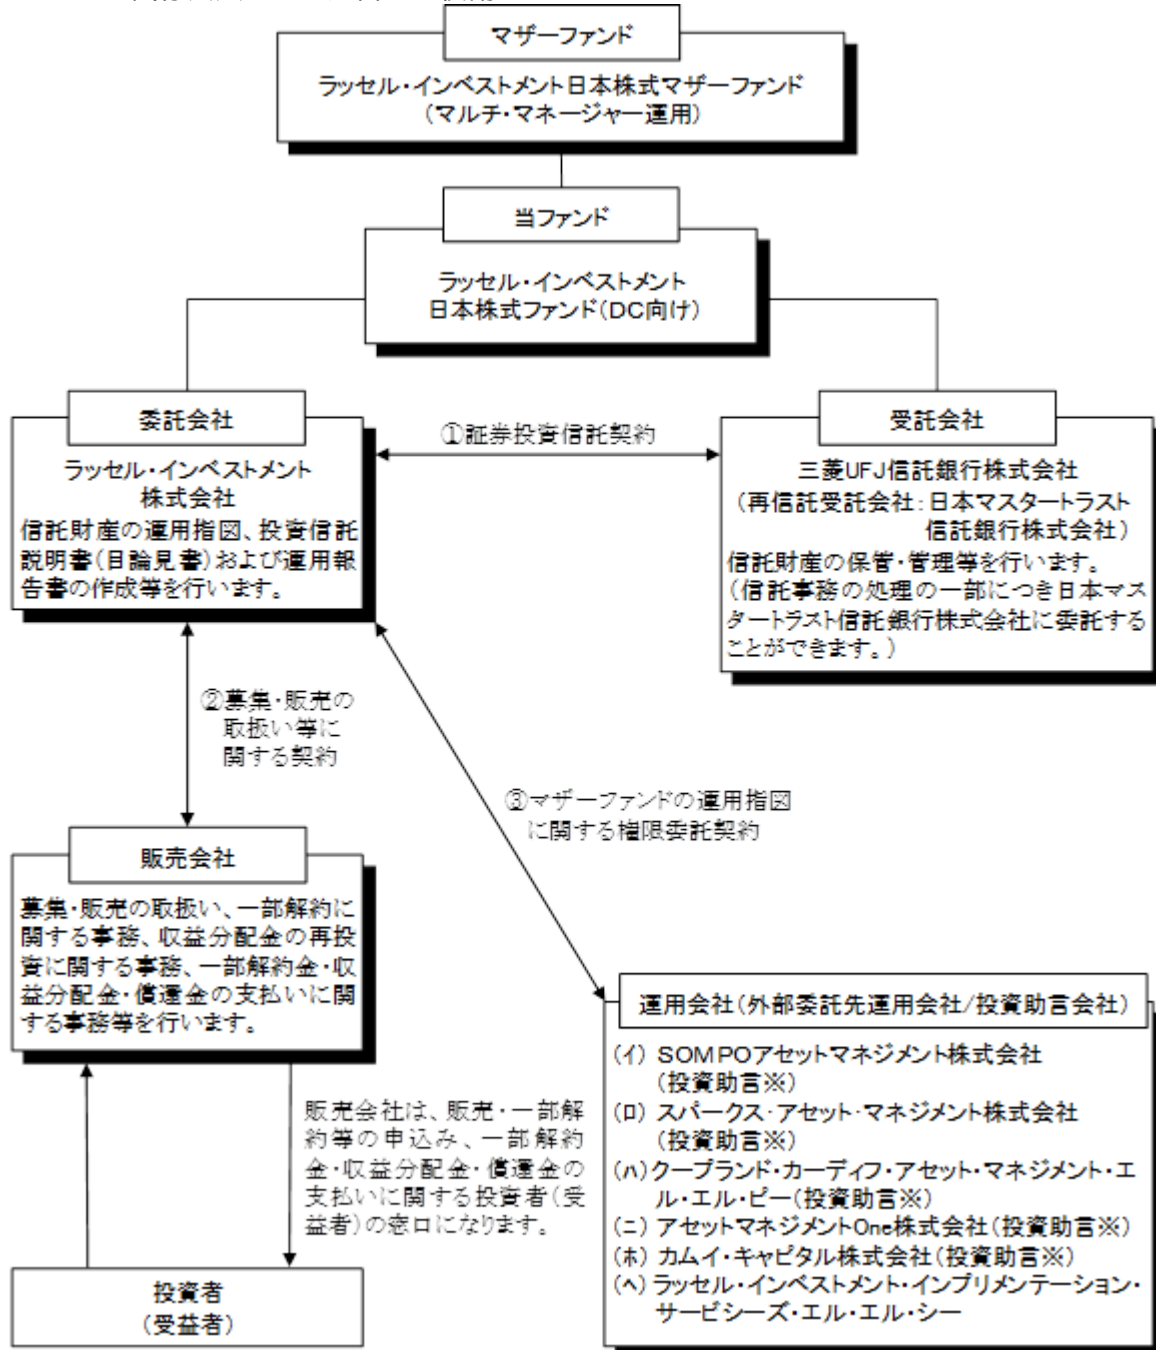 マザーファンド
ラッセル・インベストメント日本株式マザーファンド
(マルチ・マネージャー運用)
当ファンド
ラッセル・インベストメント
日本株式ファンド(DC向け)
委託会社
ラッセル・インベストメント
株式会社
信託財産の運用指図、投資信託
説明書(目論見書)および運用報
告書の作成等を行います。
①証券投資信託契約
受託会社
三菱UFJ信託銀行株式会社
(再信託受託会社:日本マスタートラスト
信託銀行株式会社)
信託財産の保管・管理等を行います。
(信託事務の処理の一部につき日本マス
タートラスト信託銀行株式会社に委託する
ことができます。)
②募集・販売の
取扱い等に
関する契約
③マザーファンドの運用指図
に関する権限委託契約
販売会社
募集・販売の取扱い、一部解約に
関する事務、収益分配金の再投
資に関する事務、一部解約金・収
益分配金・償還金の支払いに関
する事務等を行います。
販売会社は、販売・一部解
約等の申込み、一部解約
金・収益分配金・償還金の
支払いに関する投資者(受
益者)の窓口になります。
投資者
(受益者)
運用会社(外部委託先運用会社/投資助言会社)
(イ) SOMPOアセットマネジメント株式会社
(投資助言※)
(ロ) スパークス・アセット・マネジメント株式会社
(投資助言※)
(ハ)クープランド・カーディフ・アセット・マネジメント・エ
ル・エル・ピー(投資助言※)
(ニ) アセットマネジメントOne株式会社(投資助言※)
(ホ) カムイ・キャピタル株式会社(投資助言※)
(ヘ) ラッセル・インベストメント・インプリメンテーション・
サービシーズ・エル・エル・シー